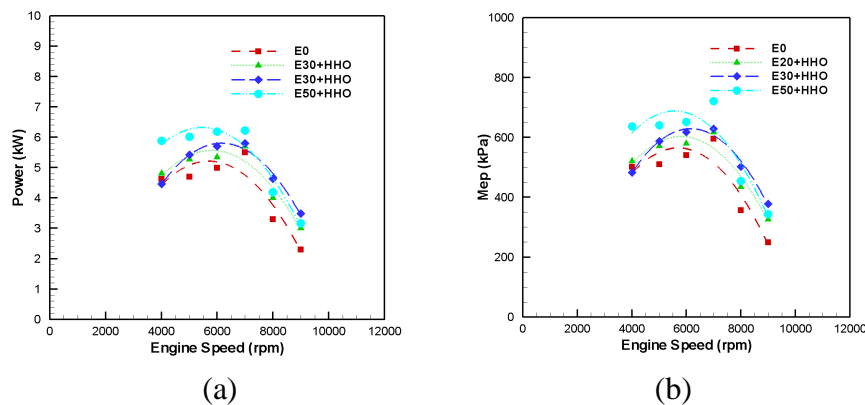 10
9
8
7
6
5
4
3
2
1
0
Power (kW)
E0
E30+HHO
E30+HHO
E50+HHO
0 2000 4000 6000 8000 10000 12000
Engine Speed (rpm)
(a)
1000
800
600
400
200
0
Mep (kPa)
E0
E20+HHO
E30+HHO
E50+HHO
0 2000 4000 6000 8000 10000 12000
Engine Speed (rpm)
(b)